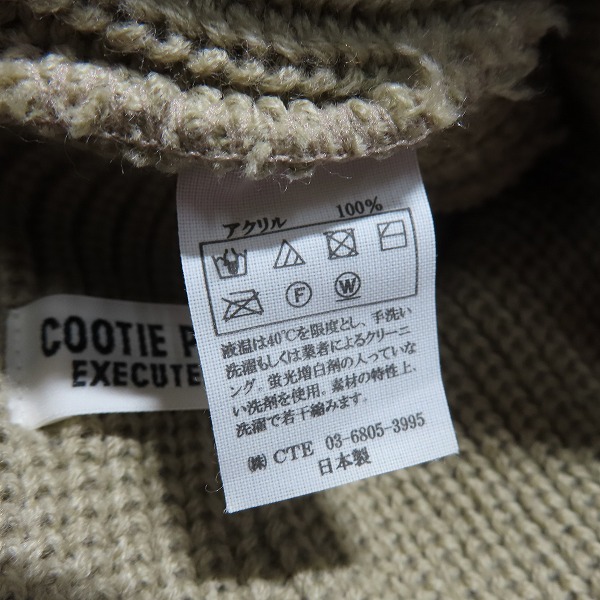 アクリル 100%
F W
液温は40℃を限度とし、手洗い
洗濯もしくは業者によるクリーニ
ング。蛍光増白剤の入っていな
い洗剤を使用。素材の特性上、
洗濯で若干縮みます。
㈱ CTE 03-6805-3995
日本製
COOTIE P
EXECUTE